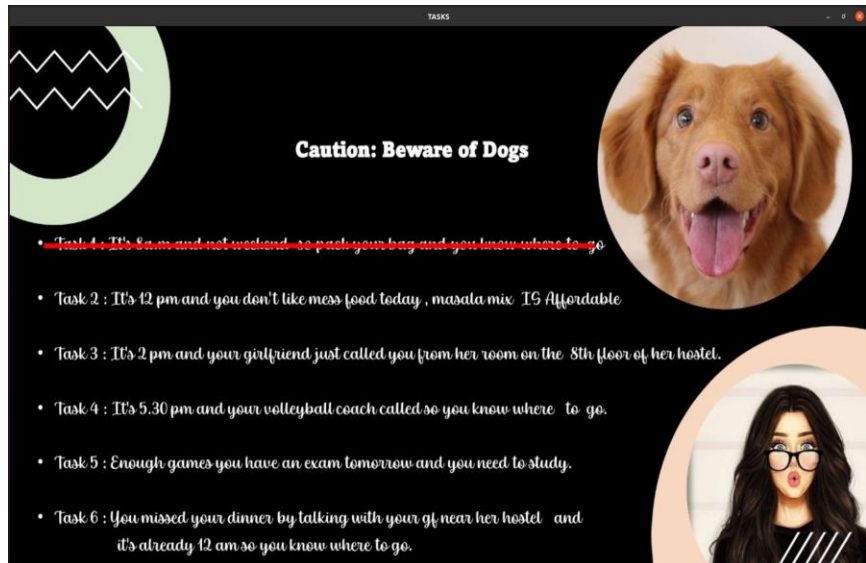 TASKS
Caution: Beware of Dogs
• Task 1 : It's 8a.m and not weekend so pack your bag and you know where to go
• Task 2 : It's 12 pm and you don't like mess food today , masala mix IS Affordable
• Task 3 : It's 2 pm and your girlfriend just called you from her room on the 8th floor of her hostel.
• Task 4 : It's 5.30 pm and your volleyball coach called so you know where to go.
• Task 5 : Enough games you have an exam tomorrow and you need to study.
• Task 6 : You missed your dinner by talking with your gf near her hostel and
it's already 12 am so you know where to go.